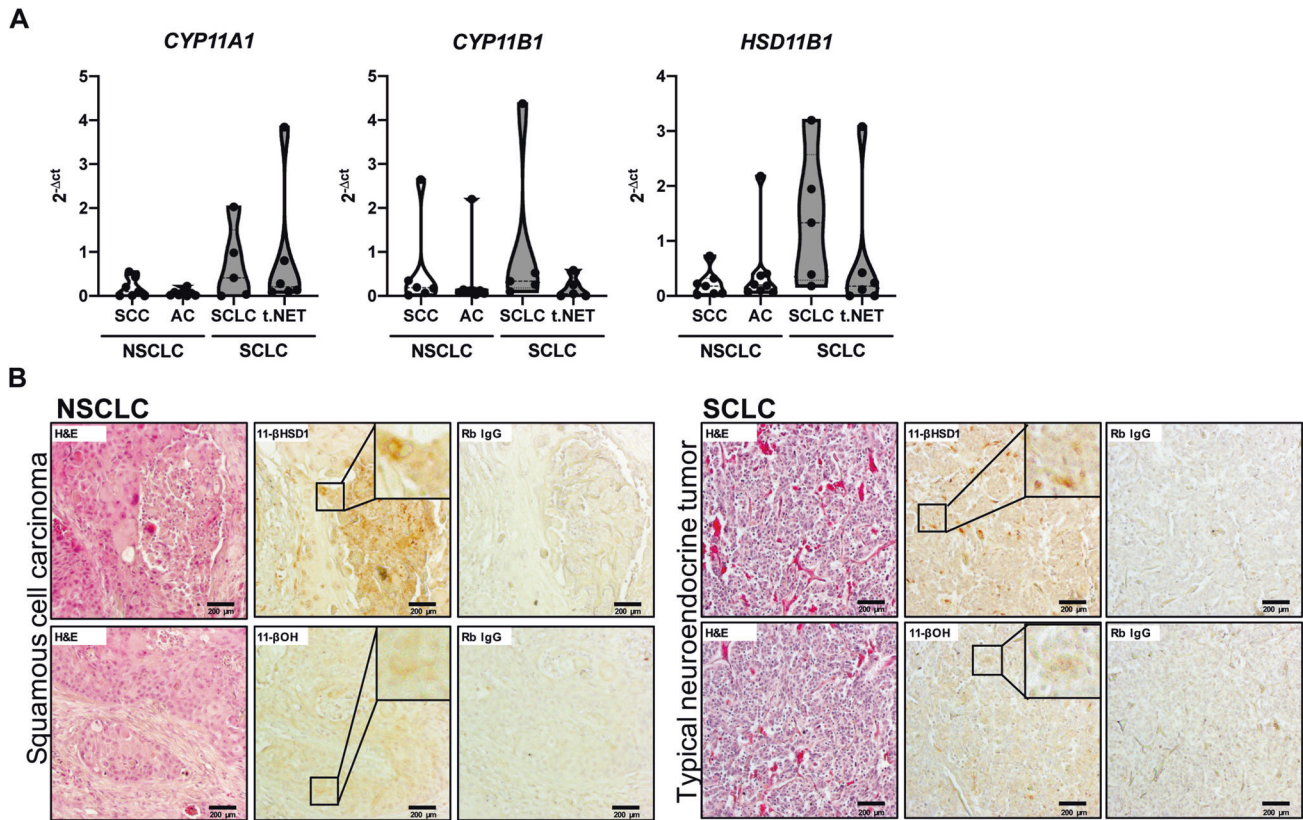 A
CYP11A1
CYP11B1
HSD11B1
5
4
3
2
1
0
2-Δct
SCC AC SCLC t.NET
NSCLC SCLC
5
4
3
2
1
0
2-Δct
SCC AC SCLC t.NET
NSCLC SCLC
4
3
2
1
0
2-Δct
SCC AC SCLC t.NET
NSCLC SCLC
B
NSCLC
Squamous cell carcinoma
H&E
200 µm
11-βHSD1
200 µm
Rb IgG
200 µm
H&E
200 µm
11-βOH
200 µm
Rb IgG
200 µm
SCLC
Typical neuroendocrine tumor
H&E
200 µm
11-βHSD1
200 µm
Rb IgG
200 µm
H&E
200 µm
11-βOH
200 µm
Rb IgG
200 µm